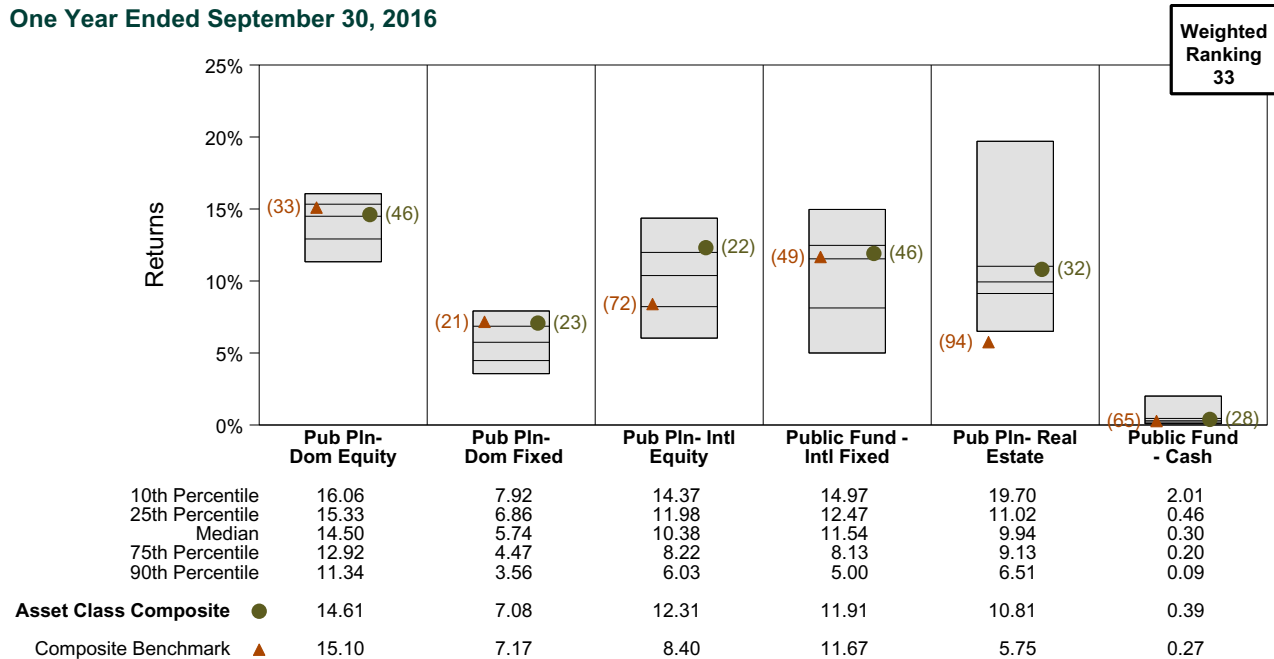 One Year Ended September 30, 2016
Weighted
Ranking
33
Returns
25%
20%
15%
10%
5%
0%
(33) (46)
(21) (23)
(72) (22)
(49) (46)
(94) (32)
(65) (28)
Pub Pln-
Dom Equity
Pub Pln-
Dom Fixed
Pub Pln- Intl
Equity
Public Fund -
Intl Fixed
Pub Pln- Real
Estate
Public Fund
- Cash
10th Percentile 16.06 7.92 14.37 14.97 19.70 2.01
25th Percentile 15.33 6.86 11.98 12.47 11.02 0.46
Median 14.50 5.74 10.38 11.54 9.94 0.30
75th Percentile 12.92 4.47 8.22 8.13 9.13 0.20
90th Percentile 11.34 3.56 6.03 5.00 6.51 0.09
Asset Class Composite 14.61 7.08 12.31 11.91 10.81 0.39
Composite Benchmark 15.10 7.17 8.40 11.67 5.75 0.27